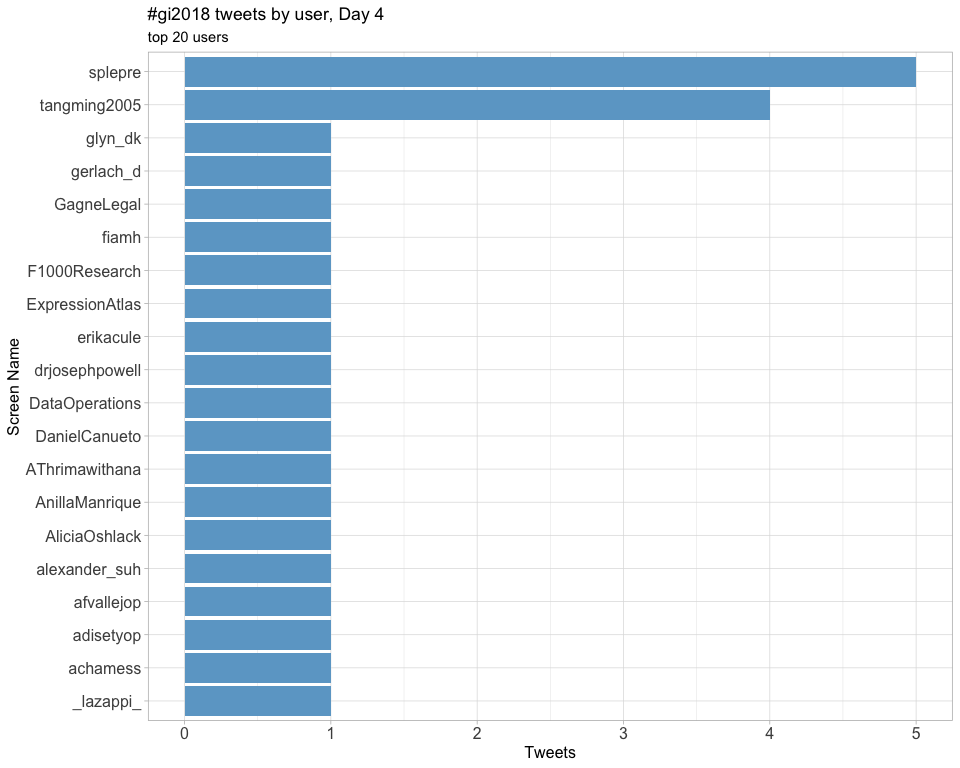 #gi2018 tweets by user, Day 4
top 20 users
splepre
tangming2005
glyn_dk
gerlach_d
GagneLegal
fiamh
F1000Research
ExpressionAtlas
erikacule
drjosephpowell
DataOperations
DanielCanueto
AThrimawithana
AnillaManrique
AliciaOshlack
alexander_suh
afvallejop
adisetyop
achamess
_lazappi_
Screen Name
0 1 2 3 4 5
Tweets